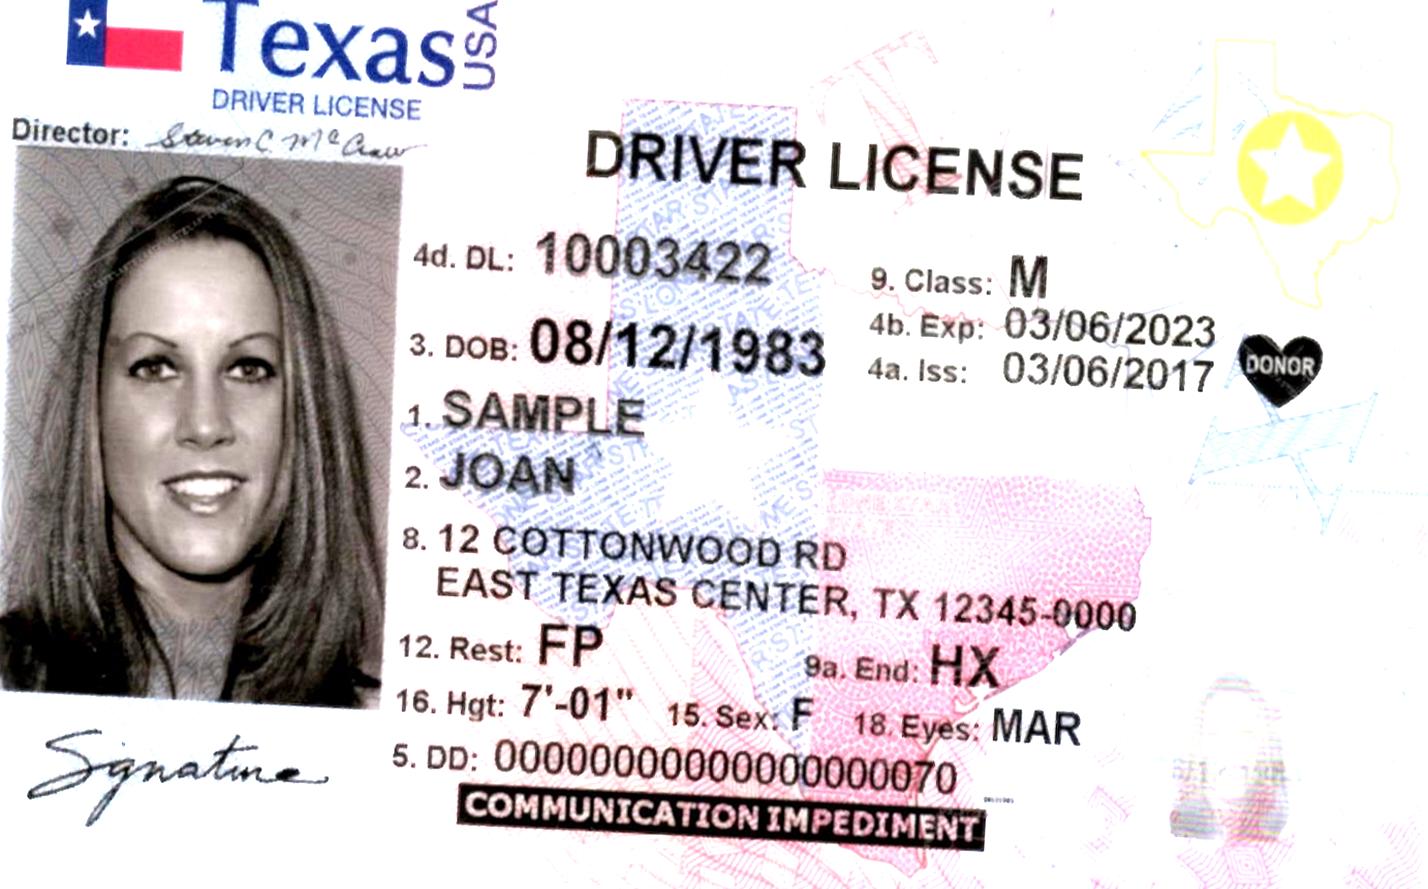 Texas USA
DRIVER LICENSE
Director: Steven C. McCraw
DRIVER LICENSE
4d. DL: 10003422
9. Class: M
3. DOB: 08/12/1983
4b. Exp: 03/06/2023
4a. Iss: 03/06/2017
DONOR
1. SAMPLE
2. JOAN
8. 12 COTTONWOOD RD
EAST TEXAS CENTER, TX 12345-0000
12. Rest: FP
9a. End: HX
16. Hgt: 7'-01" 15. Sex: F 18. Eyes: MAR
5. DD: 00000000000000000070
Signature
COMMUNICATION IMPEDIMENT